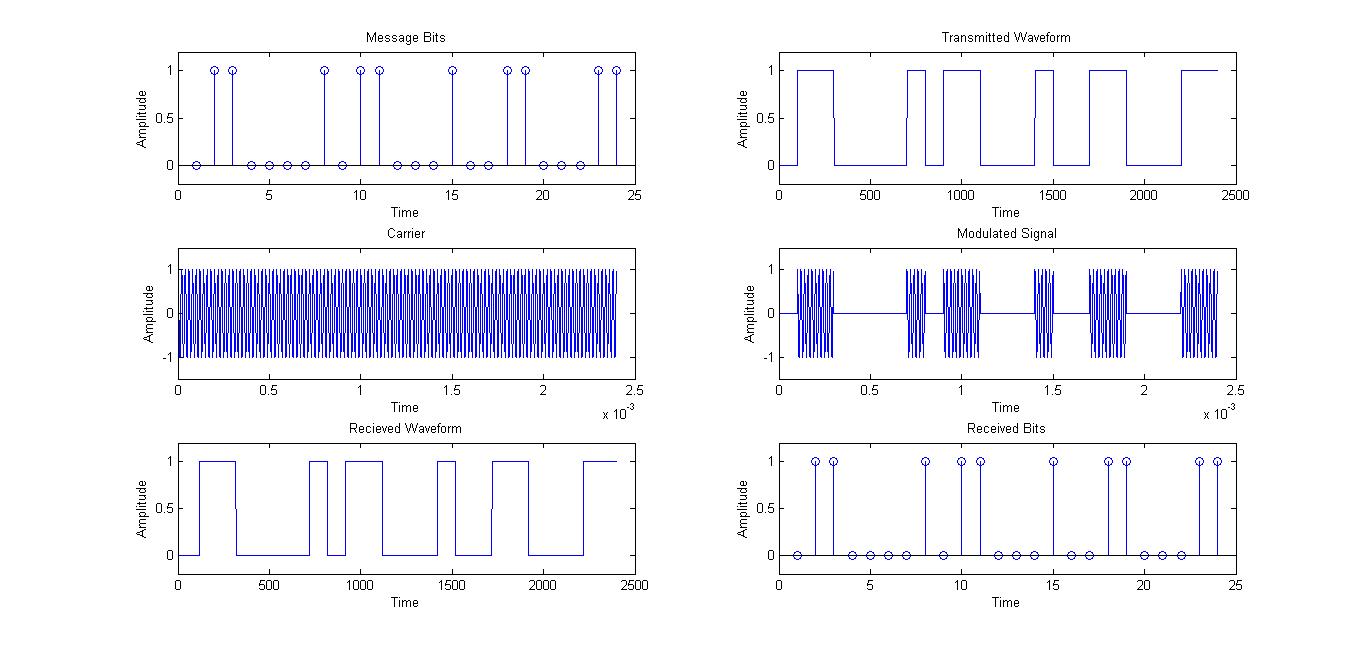 Message Bits
Amplitude
1
0.5
0
0 5 10 15 20 25
Time
Transmitted Waveform
Amplitude
1
0.5
0
0 500 1000 1500 2000 2500
Time
Carrier
Amplitude
1
0
-1
0 0.5 1 1.5 2 2.5
Time
x 10-3
Modulated Signal
Amplitude
1
0
-1
0 0.5 1 1.5 2 2.5
Time
x 10-3
Recieved Waveform
Amplitude
1
0.5
0
0 500 1000 1500 2000 2500
Time
Received Bits
Amplitude
1
0.5
0
0 5 10 15 20 25
Time